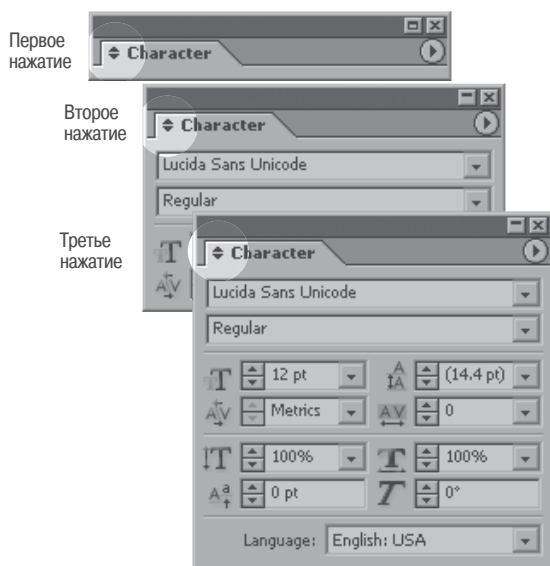 Первое
нажатие
Character
Второе
нажатие
Character
Lucida Sans Unicode
Regular
Третье
нажатие
Character
Lucida Sans Unicode
Regular
12 pt
(14.4 pt)
Metrics
0
100%
100%
0 pt
0°
Language: English: USA